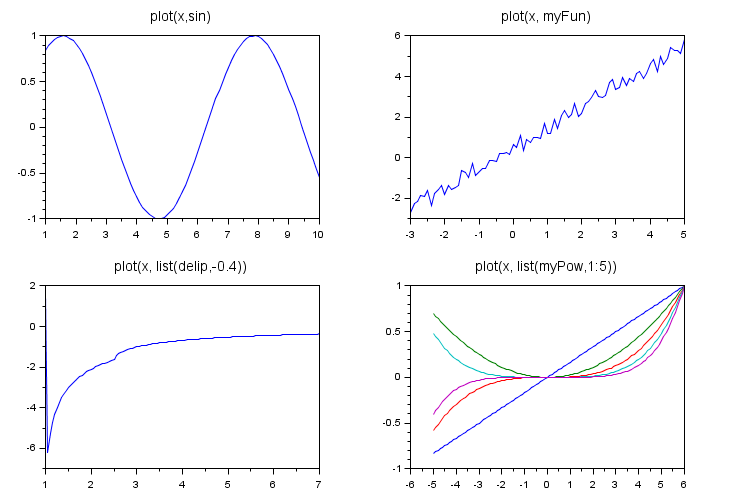 plot(x,sin)
plot(x, myFun)
1
0.5
0
-0.5
-1
1 2 3 4 5 6 7 8 9 10
6
4
2
0
-2
-3 -2 -1 0 1 2 3 4 5
plot(x, list(delip,-0.4))
plot(x, list(myPow,1:5))
2
0
-2
-4
-6
1 2 3 4 5 6 7
1
0.5
0
-0.5
-1
-6 -5 -4 -3 -2 -1 0 1 2 3 4 5 6